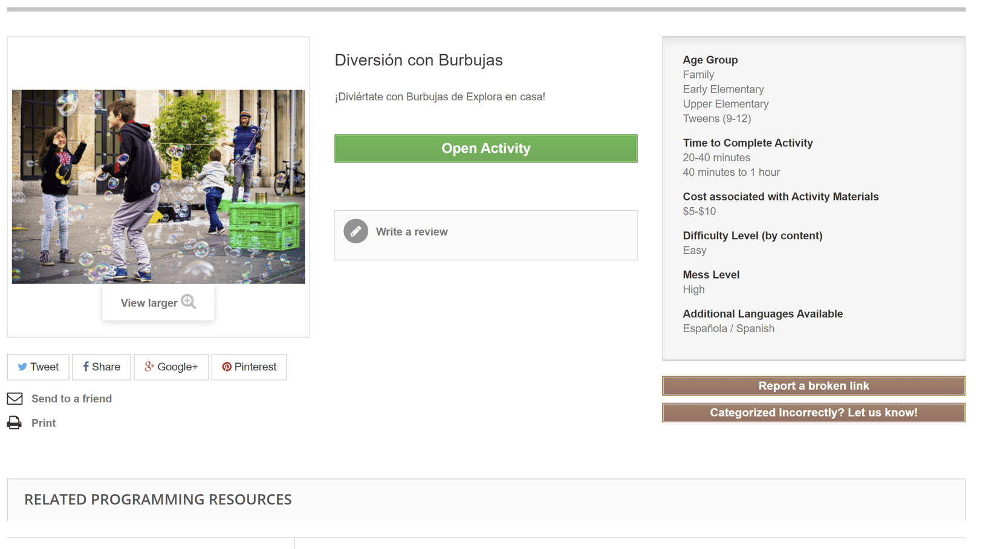 Diversión con Burbujas
¡Diviértate con Burbujas de Explora en casa!
Open Activity
Write a review
View larger
Tweet
Share
Google+
Pinterest
Send to a friend
Print
Age Group
Family
Early Elementary
Upper Elementary
Tweens (9-12)
Time to Complete Activity
20-40 minutes
40 minutes to 1 hour
Cost associated with Activity Materials
$5-$10
Difficulty Level (by content)
Easy
Mess Level
High
Additional Languages Available
Española / Spanish
Report a broken link
Categorized Incorrectly? Let us know!
RELATED PROGRAMMING RESOURCES